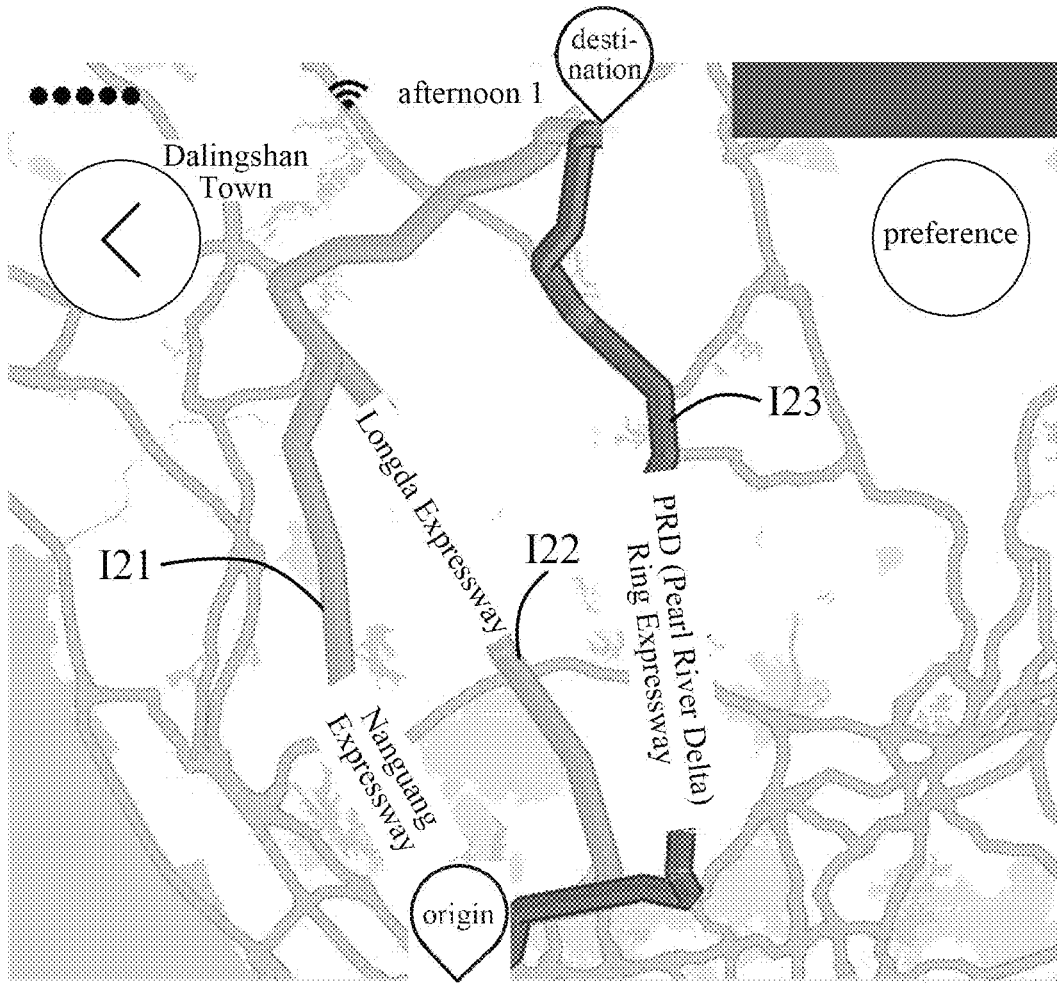 desti-
nation
afternoon 1
Dalingshan
Town
preference
I23
Longda Expressway
PRD (Pearl River Delta)
Ring Expressway
I21
I22
Nanguang
Expressway
origin